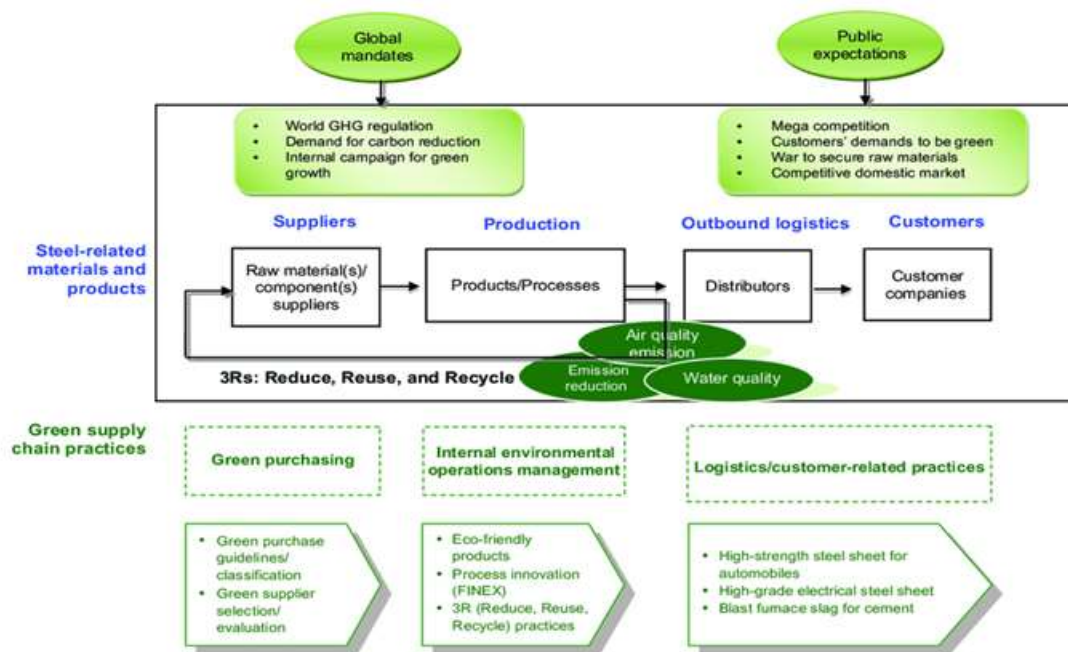 Global
mandates
Public
expectations
• World GHG regulation
• Demand for carbon reduction
• Internal campaign for green
growth
• Mega competition
• Customers' demands to be green
• War to secure raw materials
• Competitive domestic market
Suppliers
Production
Outbound logistics
Customers
Steel-related
materials and
products
Raw material(s)/
component(s)
suppliers
Products/Processes
Distributors
Customer
companies
Air quality
emission
Emission
reduction
Water quality
3Rs: Reduce, Reuse, and Recycle
Green supply
chain practices
Green purchasing
Internal environmental
operations management
Logistics/customer-related practices
• Green purchase
guidelines/
classification
• Green supplier
selection/
evaluation
• Eco-friendly
products
• Process innovation
(FINEX)
• 3R (Reduce, Reuse,
Recycle) practices
• High-strength steel sheet for
automobiles
• High-grade electrical steel sheet
• Blast furnace slag for cement